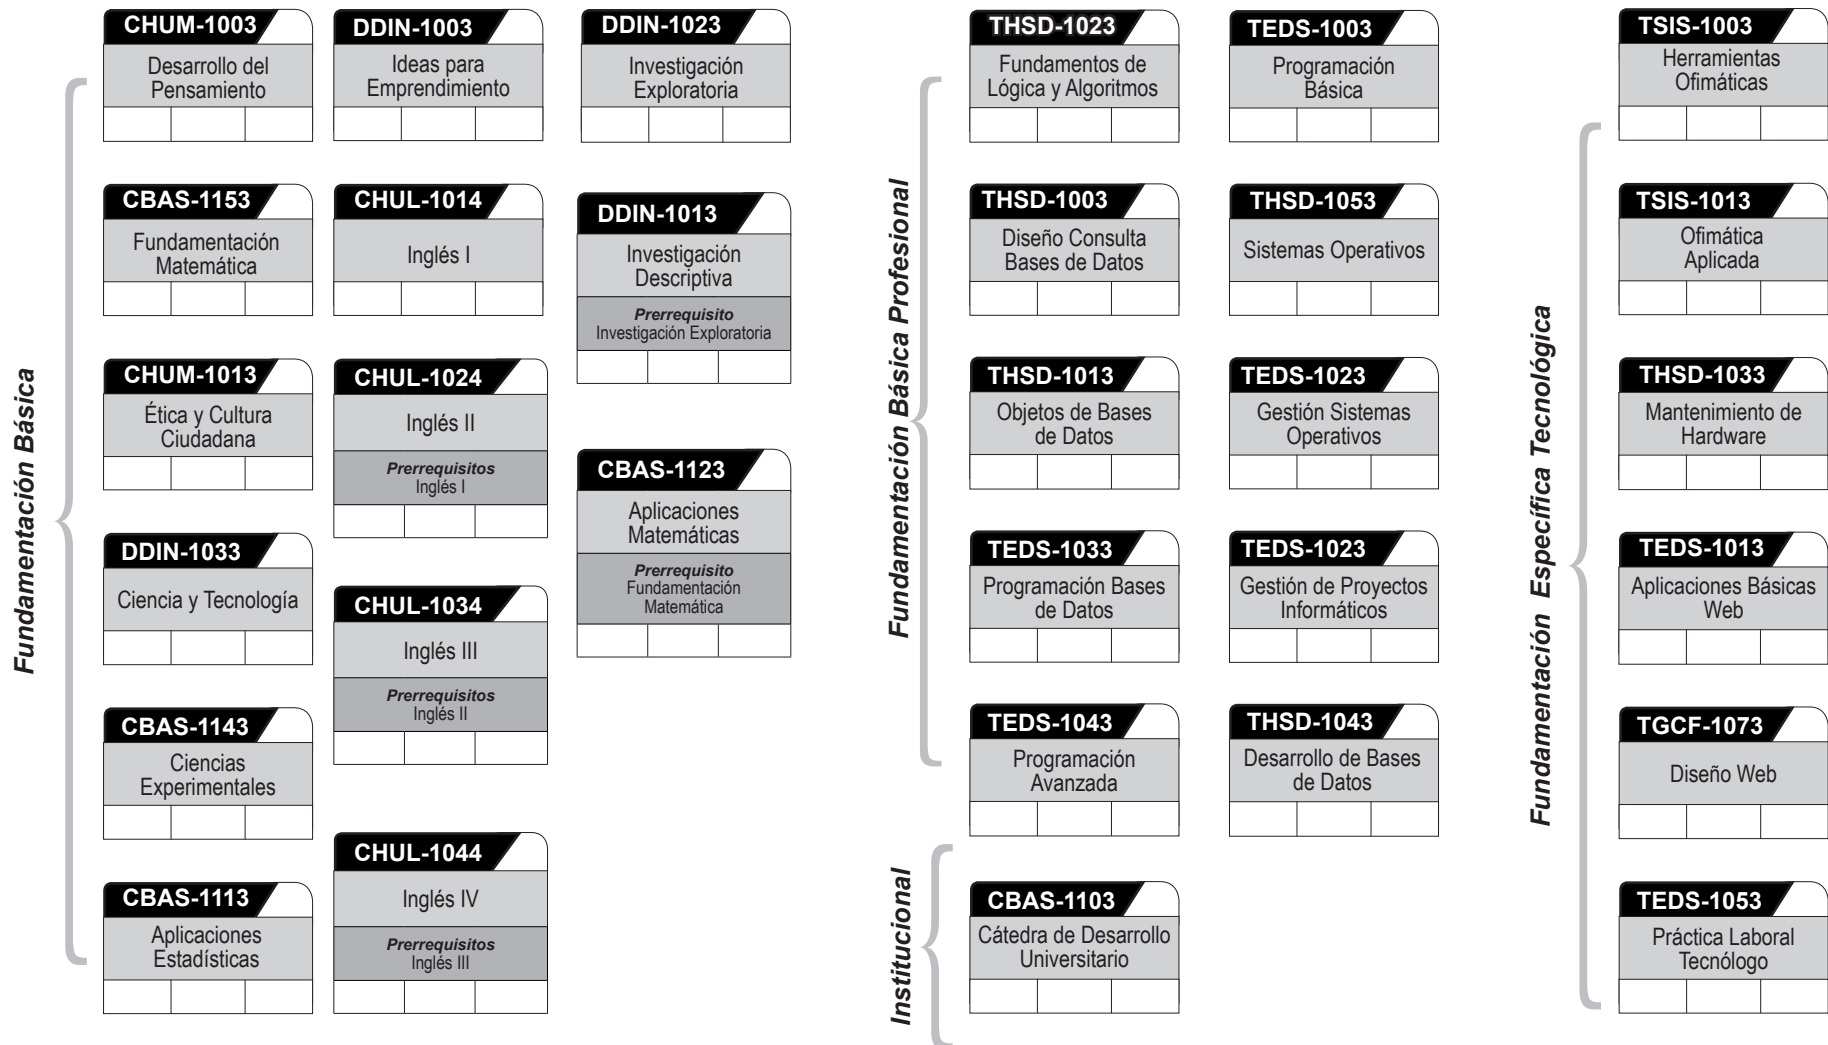 Fundamentación Básica
CHUM-1003
Desarrollo del
Pensamiento
CBAS-1153
Fundamentación
Matemática
CHUM-1013
Ética y Cultura
Ciudadana
DDIN-1033
Ciencia y Tecnología
CBAS-1143
Ciencias
Experimentales
CBAS-1113
Aplicaciones
Estadísticas
DDIN-1003
Ideas para
Emprendimiento
CHUL-1014
Inglés I
CHUL-1024
Inglés II
Prerrequisitos
Inglés I
CHUL-1034
Inglés III
Prerrequisitos
Inglés II
CHUL-1044
Inglés IV
Prerrequisitos
Inglés III
DDIN-1023
Investigación
Exploratoria
DDIN-1013
Investigación
Descriptiva
Prerrequisito
Investigación Exploratoria
CBAS-1123
Aplicaciones
Matemáticas
Prerrequisito
Fundamentación
Matemática
Fundamentación Básica Profesional
THSD-1023
Fundamentos de
Lógica y Algoritmos
THSD-1003
Diseño Consulta
Bases de Datos
THSD-1013
Objetos de Bases
de Datos
TEDS-1033
Programación Bases
de Datos
TEDS-1043
Programación
Avanzada
TEDS-1003
Programación
Básica
THSD-1053
Sistemas Operativos
TEDS-1023
Gestión Sistemas
Operativos
TEDS-1023
Gestión de Proyectos
Informáticos
THSD-1043
Desarrollo de Bases
de Datos
Institucional
CBAS-1103
Cátedra de Desarrollo
Universitario
Fundamentación Específica Tecnológica
TSIS-1003
Herramientas
Ofimáticas
TSIS-1013
Ofimática
Aplicada
THSD-1033
Mantenimiento de
Hardware
TEDS-1013
Aplicaciones Básicas
Web
TGCF-1073
Diseño Web
TEDS-1053
Práctica Laboral
Tecnólogo